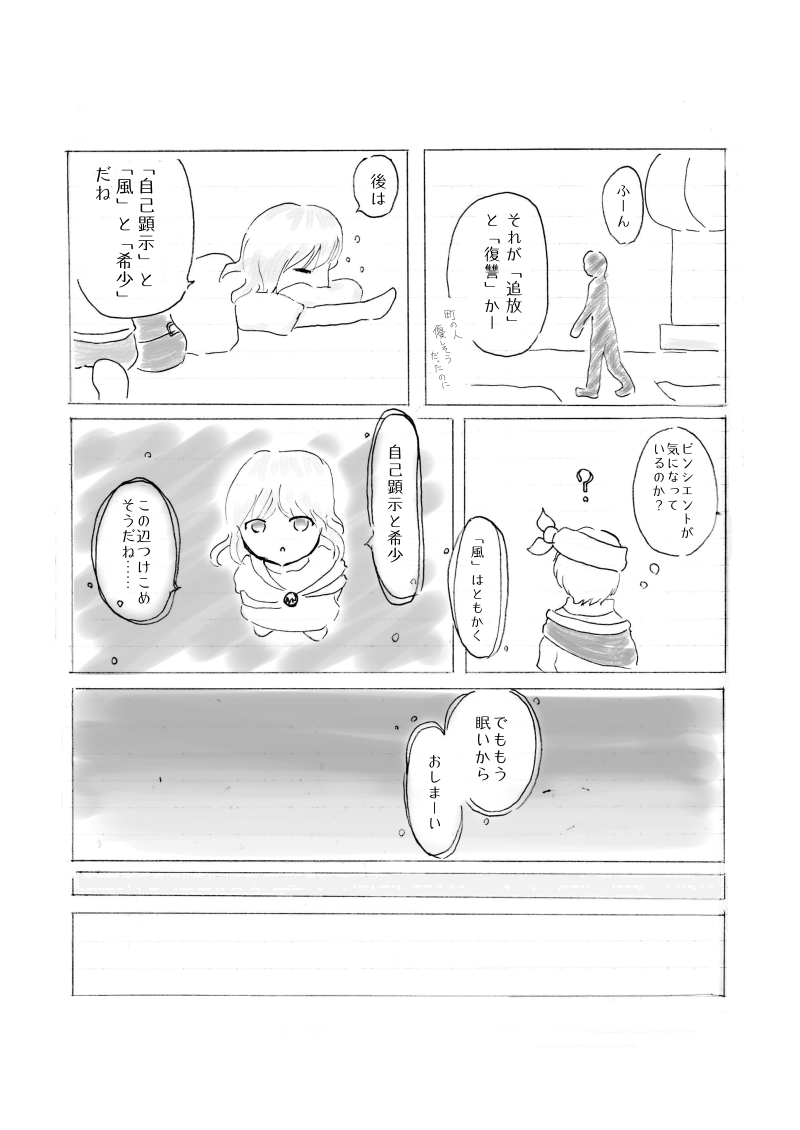 ふーん
それが「追放」
と「復讐」かー
町の人
優しそう
だったのに
後は
「自己顕示」と
「風」と「希少」
だね
ビンシエントが
気になって
いるのか？
?
「風」はともかく
自己顕示と希少
この辺つけこめ
そうだね……
でももう
眠いから
おしまーい